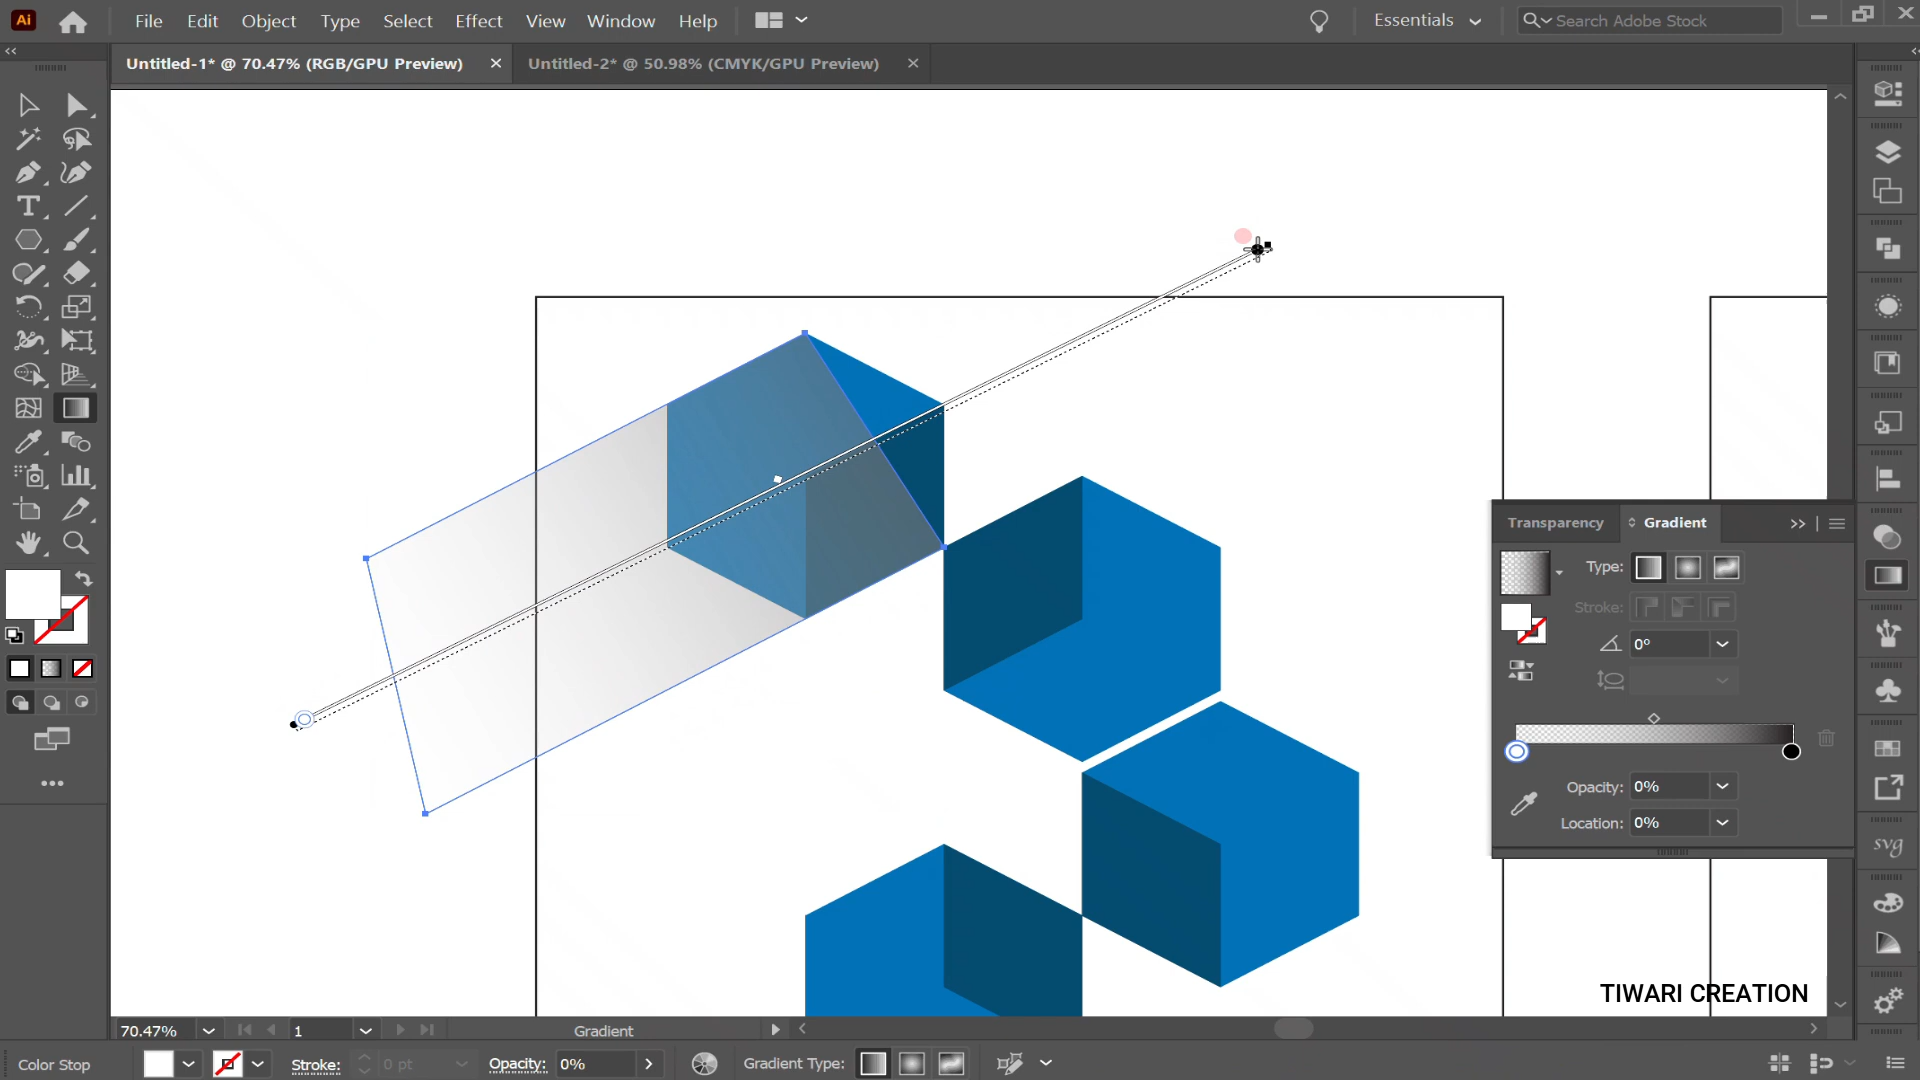 Ai File Edit Object Type Select Effect View Window Help Essentials Search Adobe Stock
Untitled-1* @ 70.47% (RGB/GPU Preview) Untitled-2* @ 50.98% (CMYK/GPU Preview)
Transparency Gradient
Type:
Stroke:
0°
Opacity: 0%
Location: 0%
svg
TIWARI CREATION
70.47% 1 Gradient
Color Stop Stroke: 0 pt Opacity: 0% Gradient Type: